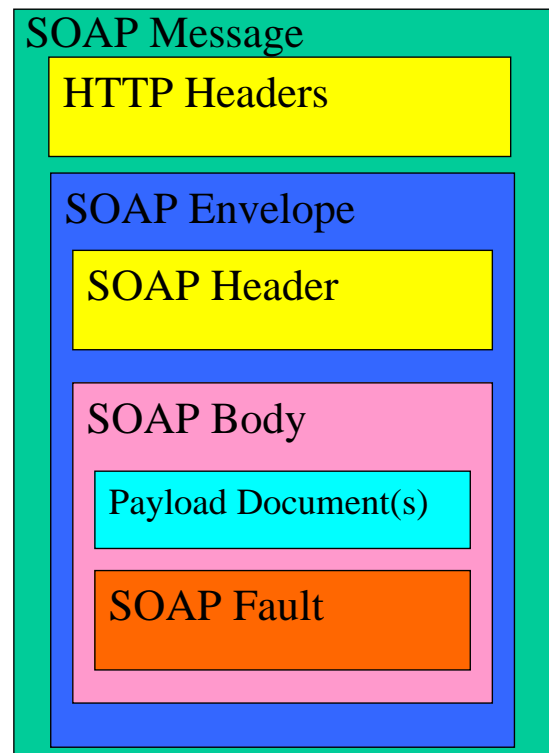 SOAP Message
HTTP Headers
SOAP Envelope
SOAP Header
SOAP Body
Payload Document(s)
SOAP Fault